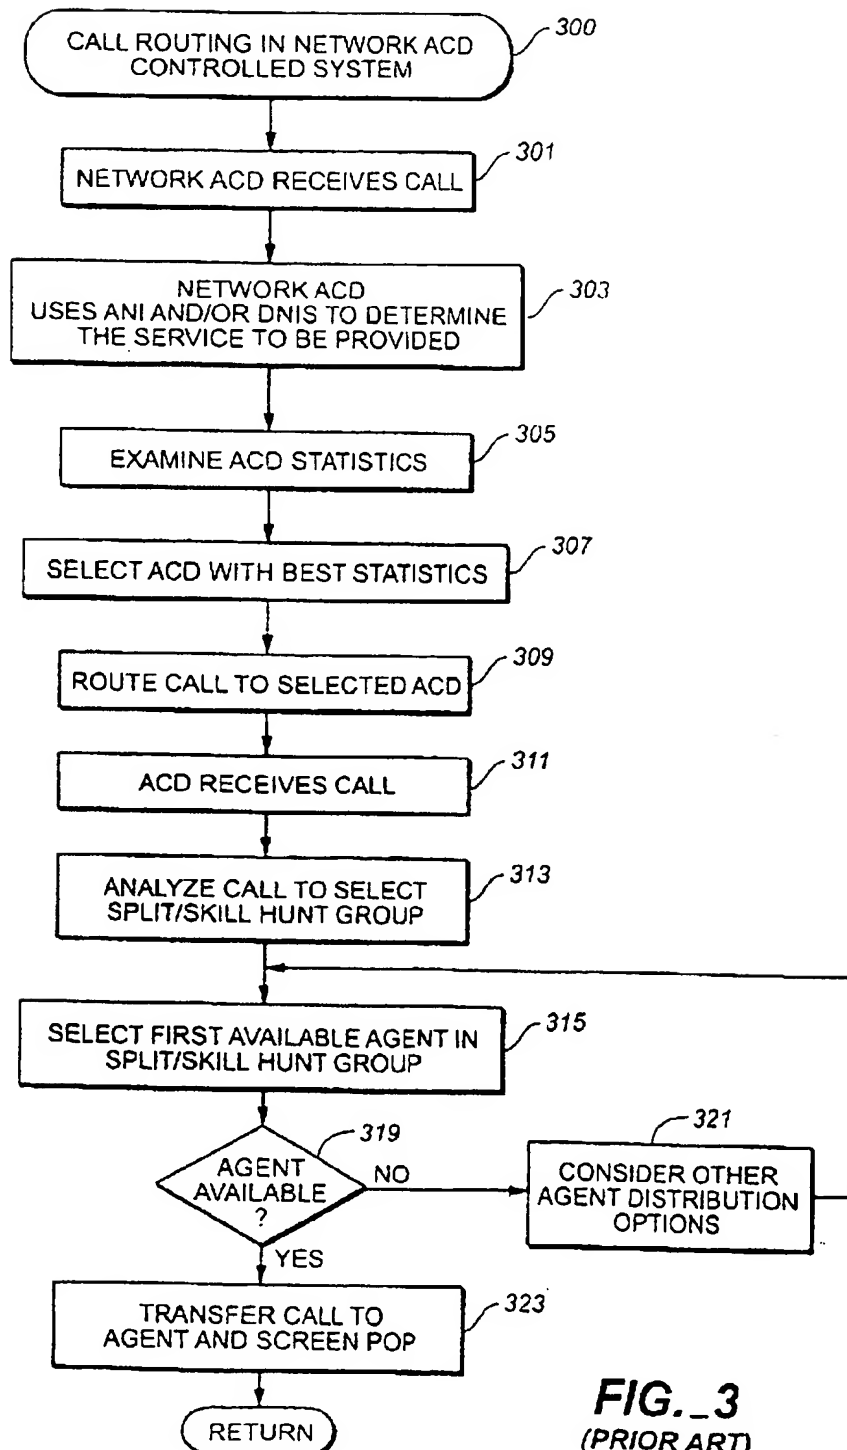 CALL ROUTING IN NETWORK ACD
CONTROLLED SYSTEM
300
NETWORK ACD RECEIVES CALL
301
NETWORK ACD
USES ANI AND/OR DNIS TO DETERMINE
THE SERVICE TO BE PROVIDED
303
EXAMINE ACD STATISTICS
305
SELECT ACD WITH BEST STATISTICS
307
ROUTE CALL TO SELECTED ACD
309
ACD RECEIVES CALL
311
ANALYZE CALL TO SELECT
SPLIT/SKILL HUNT GROUP
313
SELECT FIRST AVAILABLE AGENT IN
SPLIT/SKILL HUNT GROUP
315
AGENT
AVAILABLE
?
319
NO
CONSIDER OTHER
AGENT DISTRIBUTION
OPTIONS
321
YES
TRANSFER CALL TO
AGENT AND SCREEN POP
323
RETURN
FIG._3
(PRIOR ART)